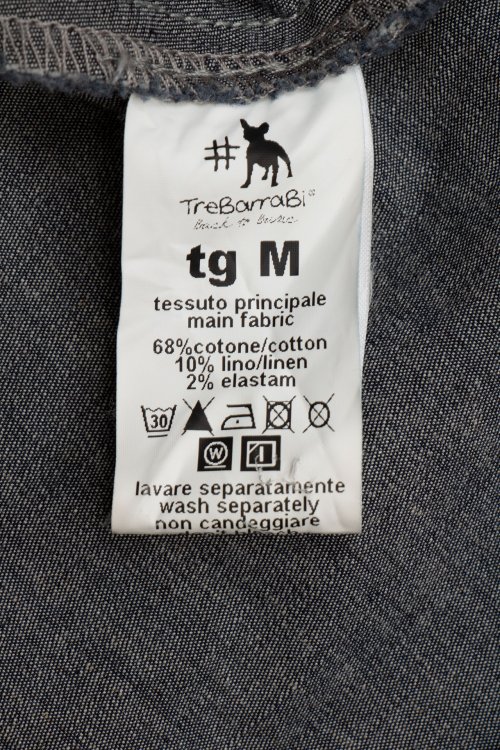 #
TreBarraBi®
Back to Basic
tg M
tessuto principale
main fabric
68%cotone/cotton
10% lino/linen
2% elastam
30
W
lavare separatamente
wash separately
non candeggiare